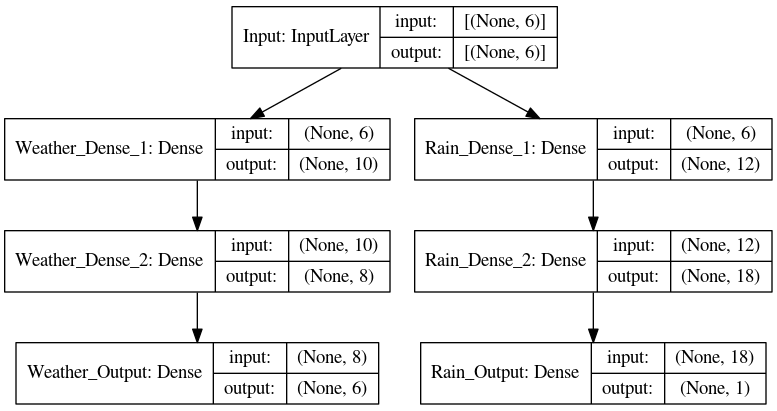 Input: InputLayer
input: [(None, 6)]
output: [(None, 6)]
Weather_Dense_1: Dense
input: (None, 6)
output: (None, 10)
Rain_Dense_1: Dense
input: (None, 6)
output: (None, 12)
Weather_Dense_2: Dense
input: (None, 10)
output: (None, 8)
Rain_Dense_2: Dense
input: (None, 12)
output: (None, 18)
Weather_Output: Dense
input: (None, 8)
output: (None, 6)
Rain_Output: Dense
input: (None, 18)
output: (None, 1)